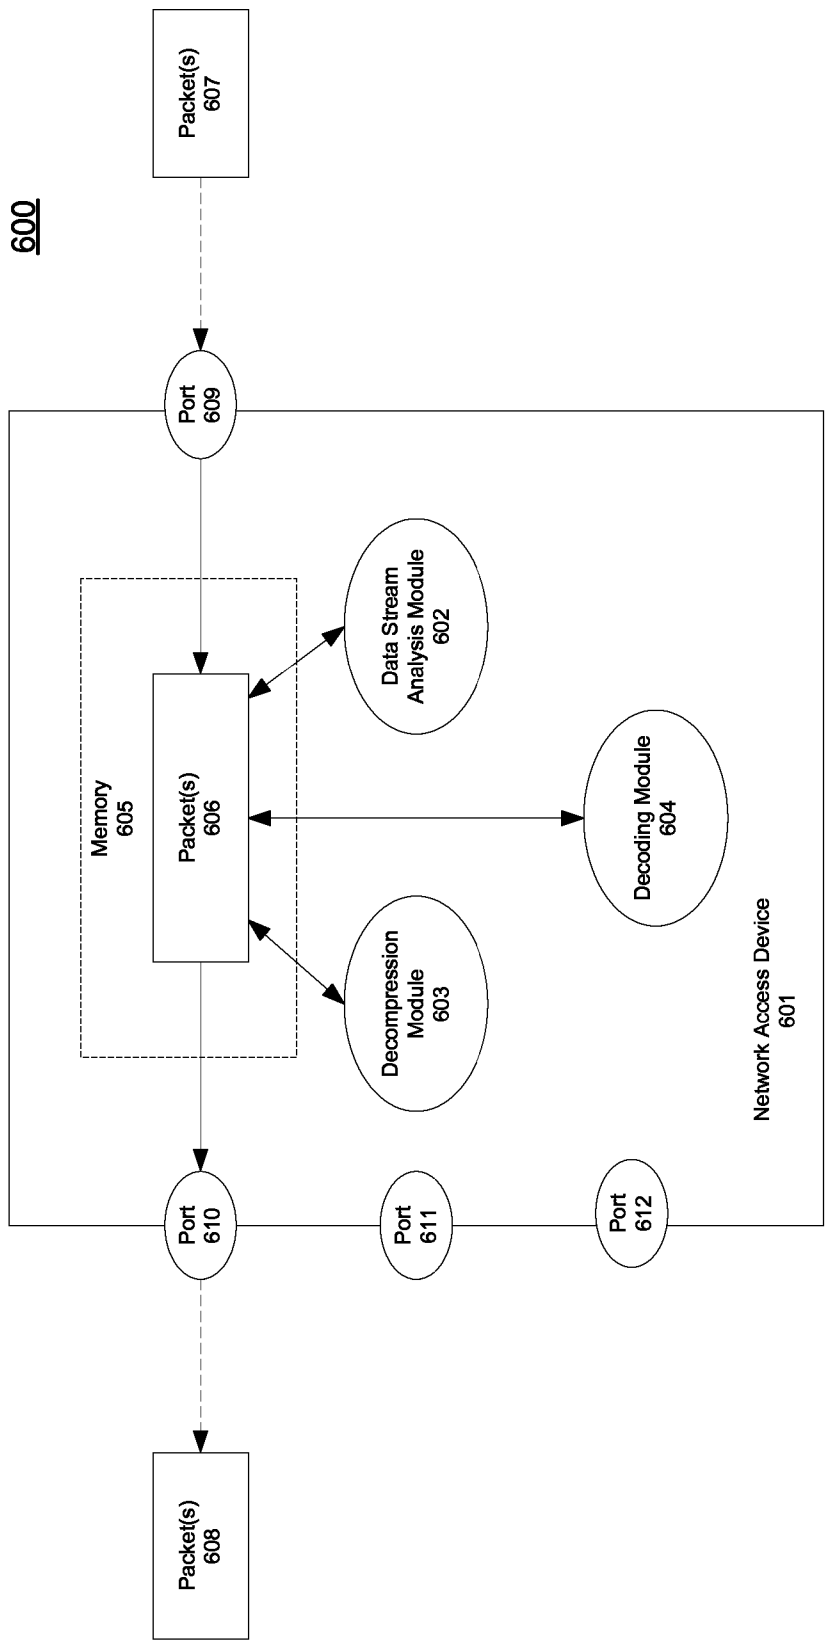 600
Packet(s)
608
Port
610
Memory
605
Packet(s)
606
Port
609
Packet(s)
607
Port
611
Decompression
Module
603
Data Stream
Analysis Module
602
Port
612
Decoding Module
604
Network Access Device
601